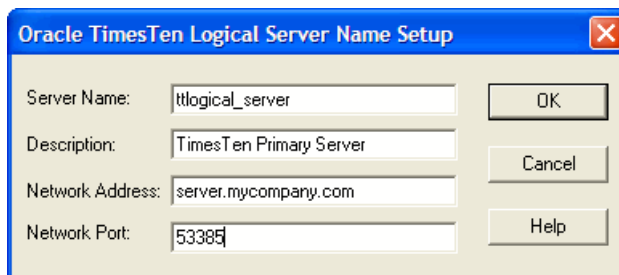 Oracle TimesTen Logical Server Name Setup
Server Name: ttlogical_server
OK
Description: TimesTen Primary Server
Cancel
Network Address: server.mycompany.com
Network Port: 53385
Help